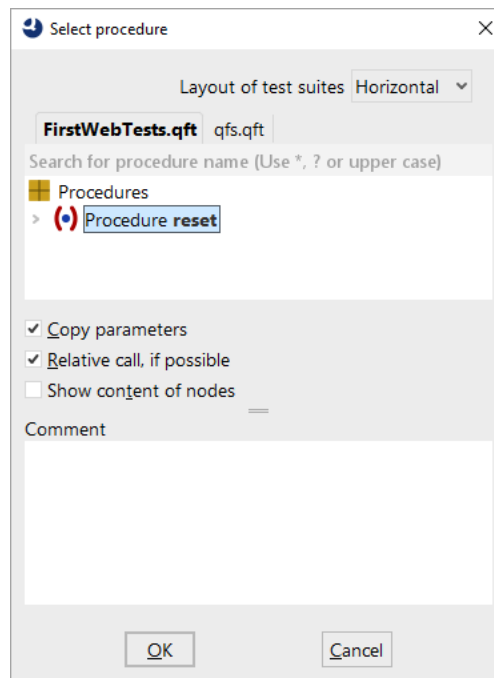 Select procedure
Layout of test suites Horizontal
FirstWebTests.qft qfs.qft
Search for procedure name (Use *, ? or upper case)
Procedures
Procedure reset
Copy parameters
Relative call, if possible
Show content of nodes
Comment
OK Cancel